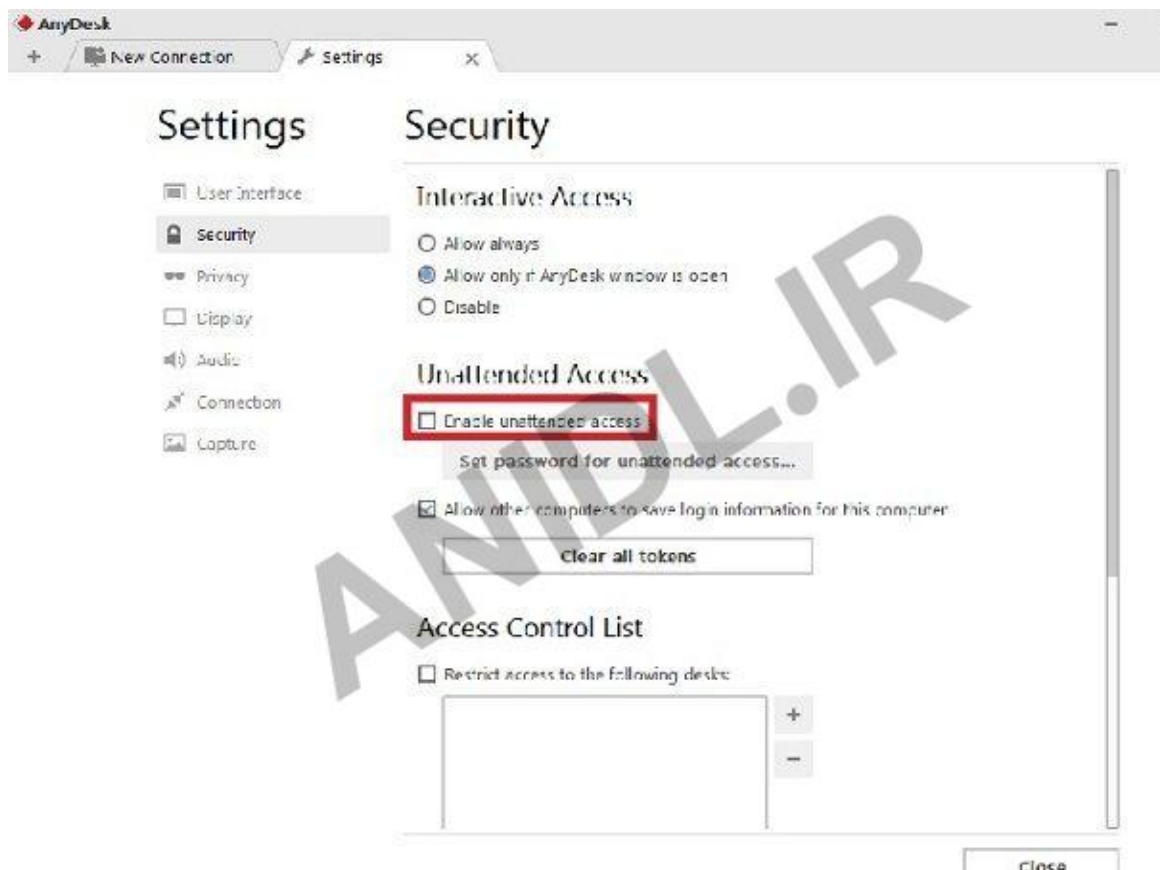 AnyDesk
+ New Connection Settings ×
Settings
User Interface
Security
Privacy
Display
Audio
Connection
Capture
Security
Interactive Access
Allow always
Allow only if AnyDesk window is open
Disable
Unattended Access
Enable unattended access
Set password for unattended access...
Allow other computers to save login information for this computer
Clear all tokens
Access Control List
Restrict access to the following desks:
+
−
Close
ANIDL.IR